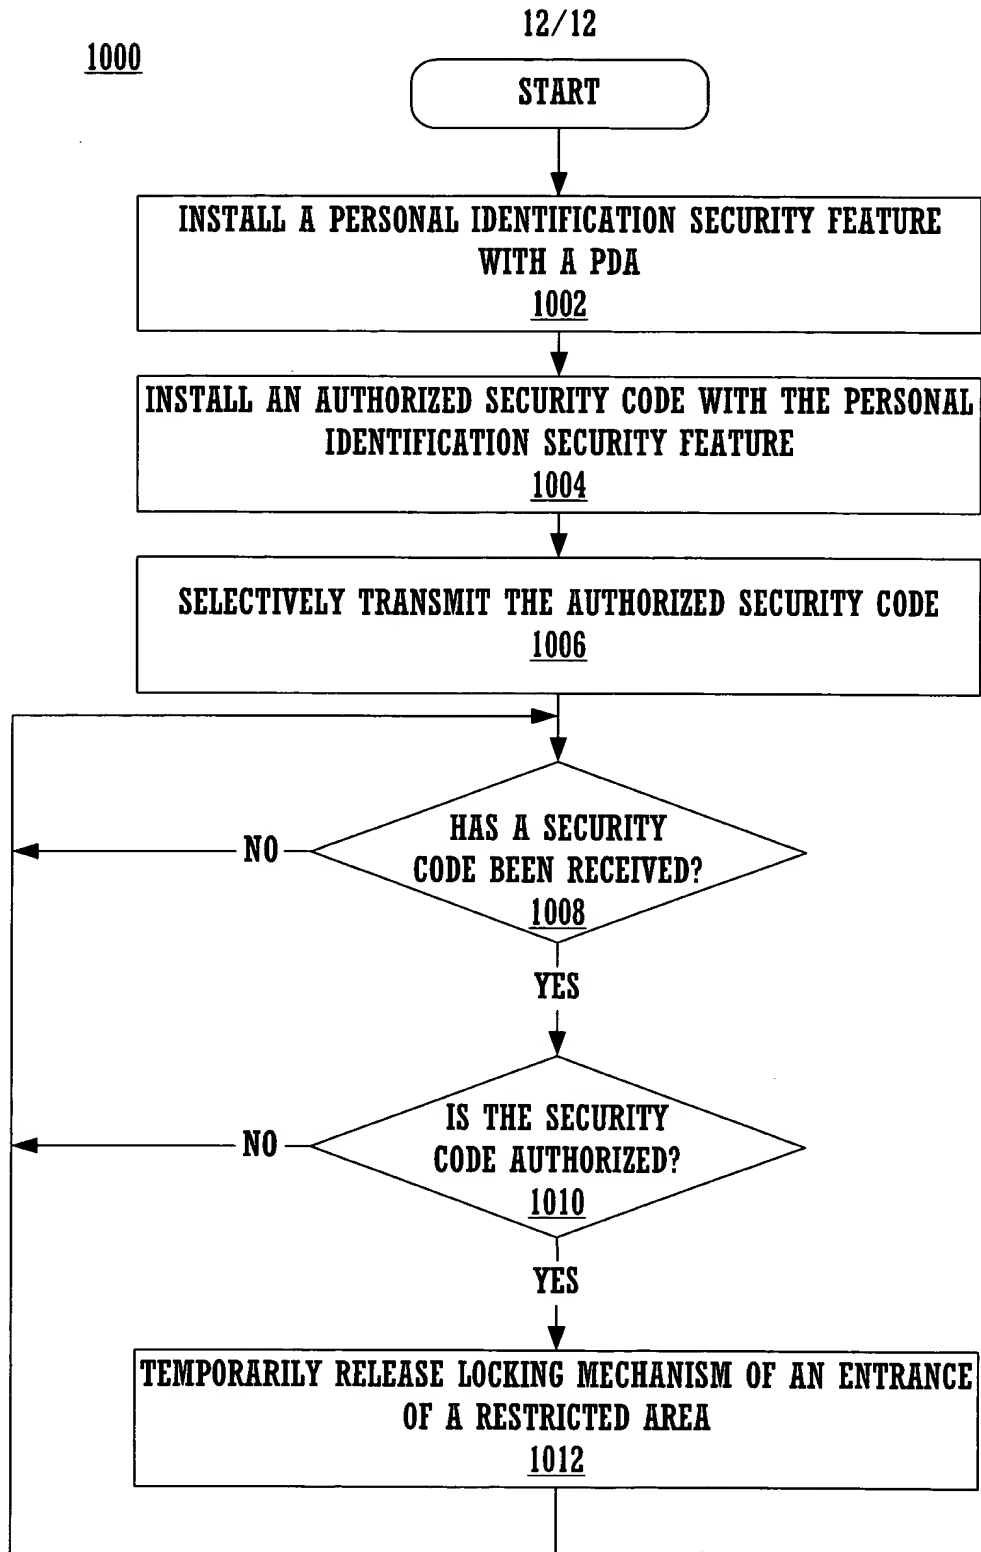 12/12
1000
START
INSTALL A PERSONAL IDENTIFICATION SECURITY FEATURE
WITH A PDA
1002
INSTALL AN AUTHORIZED SECURITY CODE WITH THE PERSONAL
IDENTIFICATION SECURITY FEATURE
1004
SELECTIVELY TRANSMIT THE AUTHORIZED SECURITY CODE
1006
HAS A SECURITY
NO
CODE BEEN RECEIVED?
1008
YES
IS THE SECURITY
NO
CODE AUTHORIZED?
1010
YES
TEMPORARILY RELEASE LOCKING MECHANISM OF AN ENTRANCE
OF A RESTRICTED AREA
1012